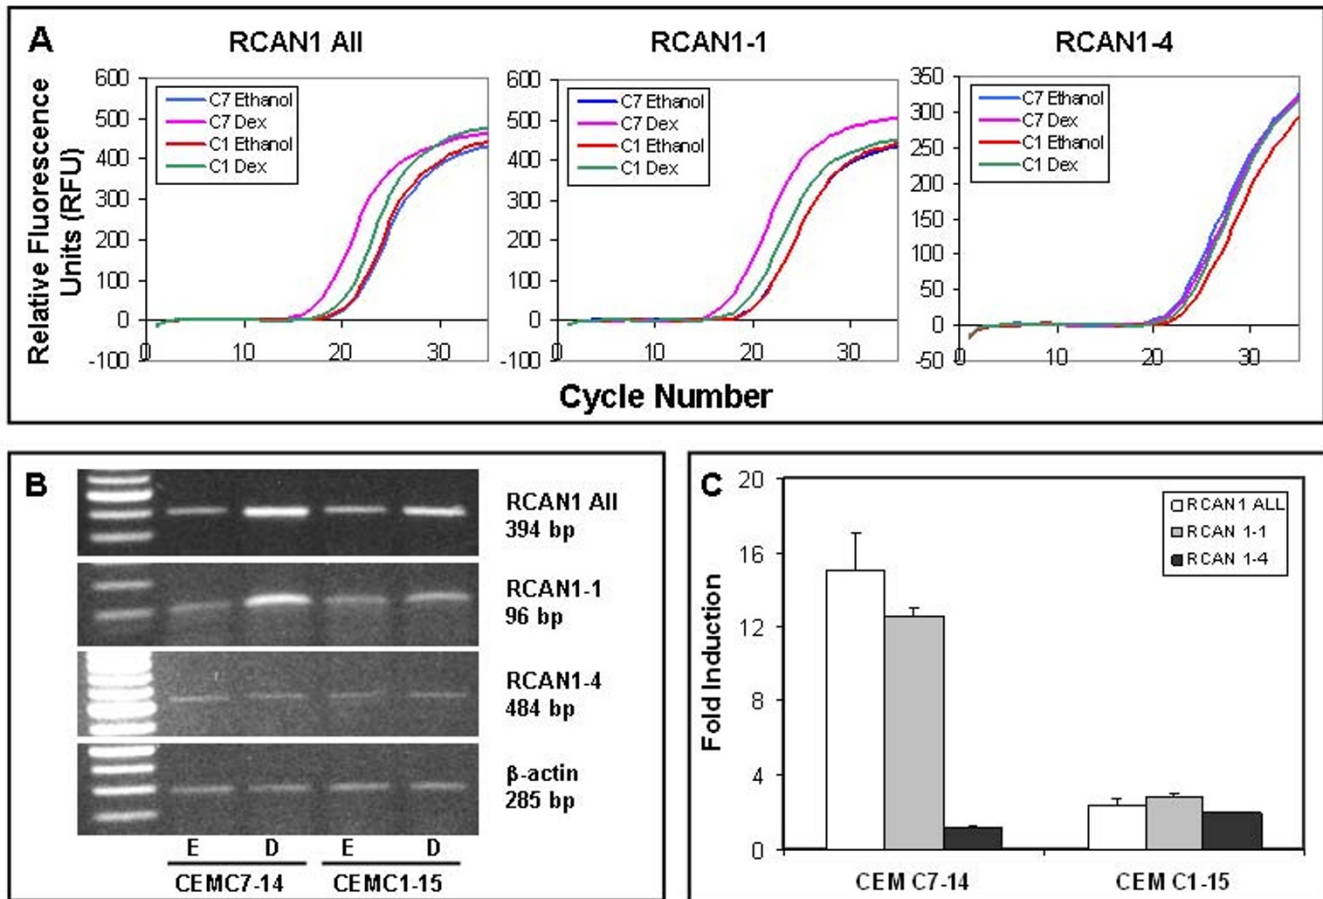 A
RCAN1 All
RCAN1-1
RCAN1-4
Relative Fluorescence
Units (RFU)
600
500
400
300
200
100
0
-100
0
10
20
30
C7 Ethanol
C7 Dex
C1 Ethanol
C1 Dex
600
500
400
300
200
100
0
-100
0
10
20
30
C7 Ethanol
C7 Dex
C1 Ethanol
C1 Dex
350
300
250
200
150
100
50
0
-50
0
10
20
30
C7 Ethanol
C7 Dex
C1 Ethanol
C1 Dex
Cycle Number
B
RCAN1 All
394 bp
RCAN1-1
96 bp
RCAN1-4
484 bp
β-actin
285 bp
E D E D
CEMC7-14 CEMC1-15
C
Fold Induction
20
16
12
8
4
0
RCAN1 ALL
RCAN 1-1
RCAN 1-4
CEM C7-14 CEM C1-15